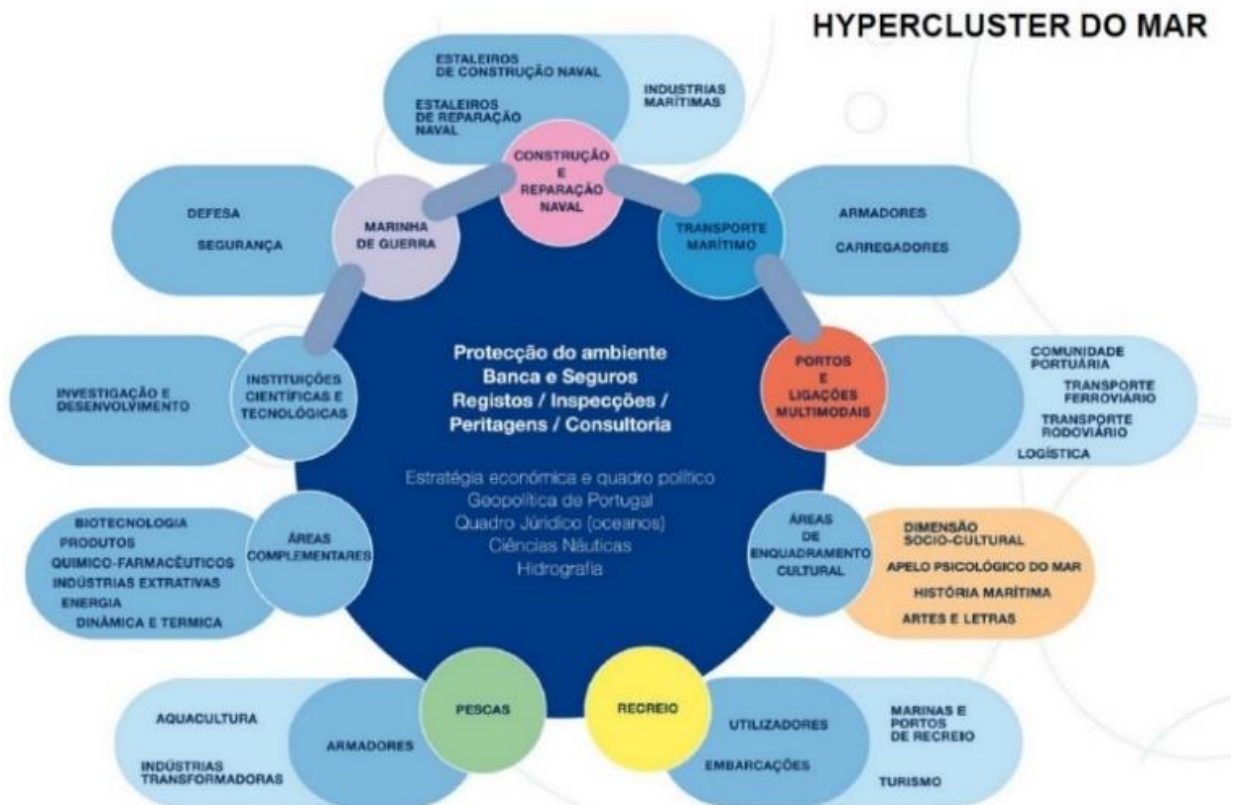 HYPERCLUSTER DO MAR
ESTALEIROS
DE CONSTRUÇÃO NAVAL
ESTALEIROS
DE REPARAÇÃO
NAVAL
INDUSTRIAS
MARÍTIMAS
CONSTRUÇÃO
E
REPARAÇÃO
NAVAL
DEFESA
SEGURANÇA
MARINHA
DE GUERRA
TRANSPORTE
MARÍTIMO
ARMADORES
CARREGADORES
INVESTIGAÇÃO E
DESENVOLVIMENTO
INSTITUIÇÕES
CIENTÍFICAS E
TECNOLÓGICAS
Protecção do ambiente
Banca e Seguros
Registos / Inspecções /
Peritagens / Consultoria
Estratégia económica e quadro político
Geopolítica de Portugal
Quadro Júridico (oceanos)
Ciências Náuticas
Hidrografia
PORTOS
E
LIGAÇÕES
MULTIMODAIS
COMUNIDADE
PORTUÁRIA
TRANSPORTE
FERROVIÁRIO
TRANSPORTE
RODOVIÁRIO
LOGÍSTICA
BIOTECNOLOGIA
PRODUTOS
QUIMICO-FARMACÊUTICOS
INDÚSTRIAS EXTRATIVAS
ENERGIA
DINÂMICA E TERMICA
ÁREAS
COMPLEMENTARES
ÁREAS
DE
ENQUADRAMENTO
CULTURAL
DIMENSÃO
SOCIO-CULTURAL
APELO PSICOLÓGICO DO MAR
HISTÓRIA MARÍTIMA
ARTES E LETRAS
AQUACULTURA
INDÚSTRIAS
TRANSFORMADORAS
ARMADORES
PESCAS
RECREIO
UTILIZADORES
EMBARCAÇÕES
MARINAS E
PORTOS
DE RECREIO
TURISMO